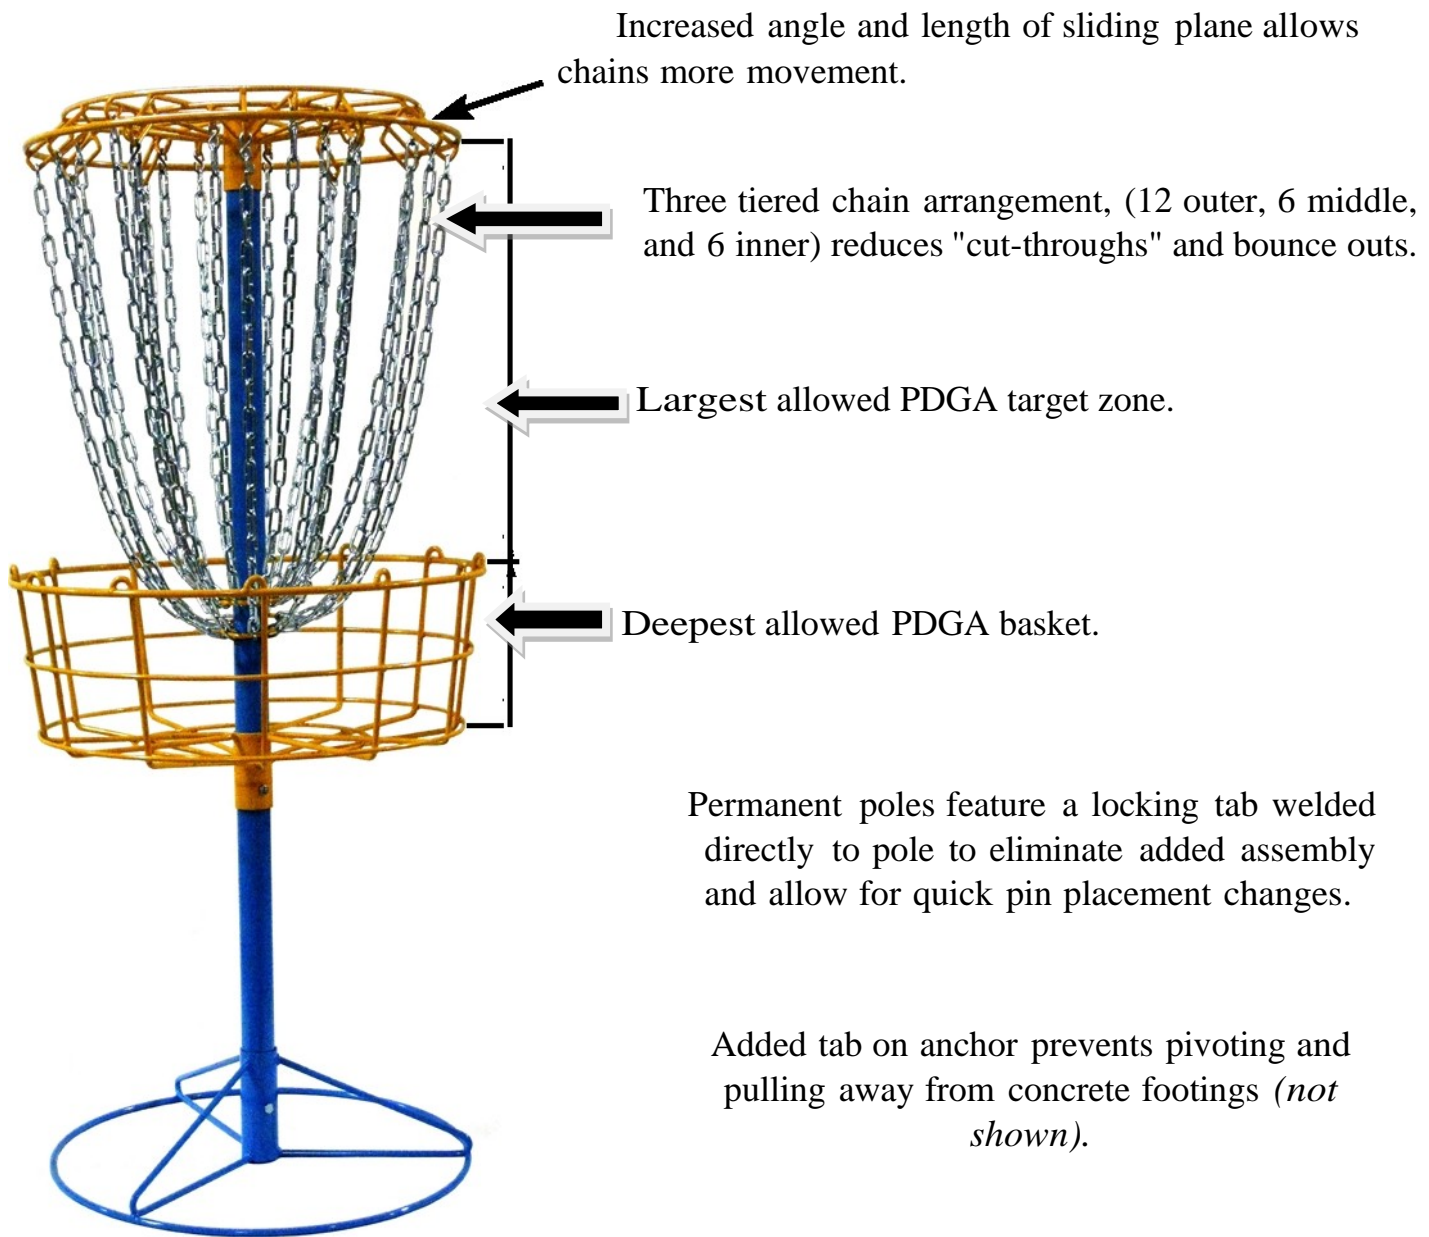 Increased angle and length of sliding plane allows
chains more movement.
Three tiered chain arrangement, (12 outer, 6 middle,
and 6 inner) reduces "cut-throughs" and bounce outs.
Largest allowed PDGA target zone.
Deepest allowed PDGA basket.
Permanent poles feature a locking tab welded
directly to pole to eliminate added assembly
and allow for quick pin placement changes.
Added tab on anchor prevents pivoting and
pulling away from concrete footings (not
shown).